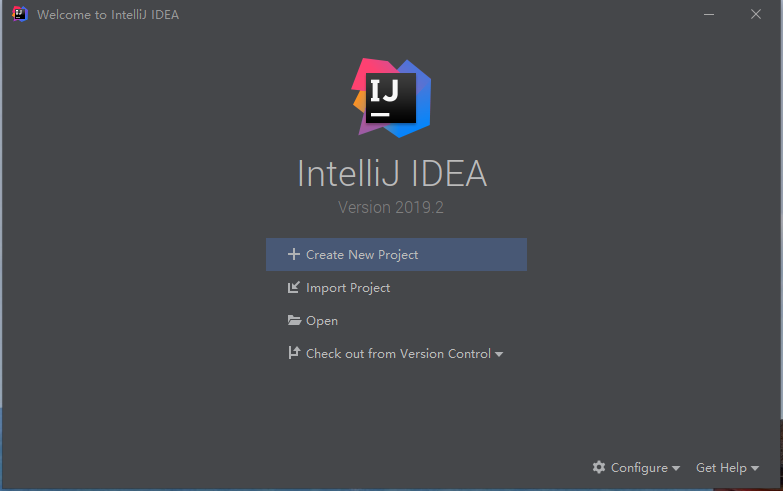 Welcome to IntelliJ IDEA
IJ
IntelliJ IDEA
Version 2019.2
Create New Project
Import Project
Open
Check out from Version Control
Configure
Get Help